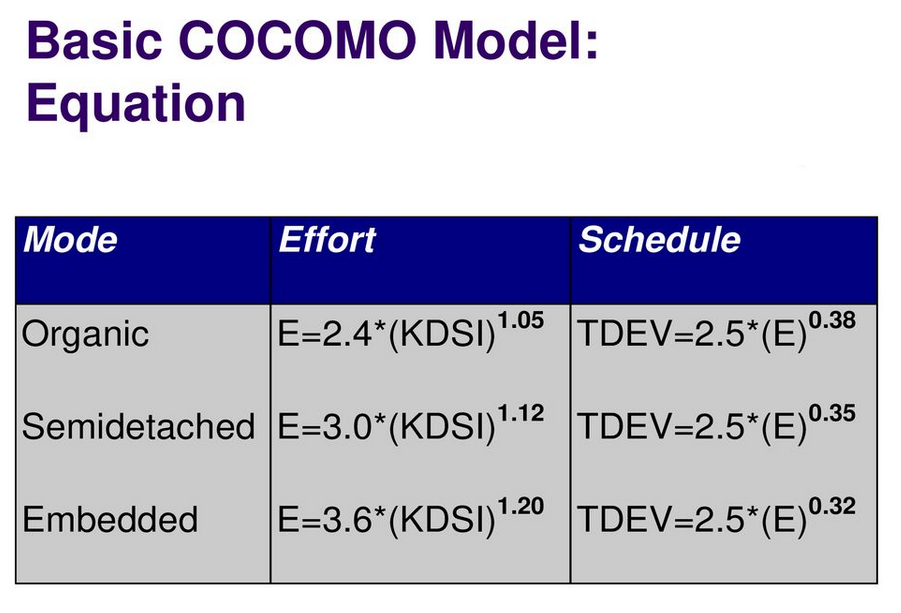 Basic COCOMO Model:
Equation
Mode Effort Schedule
Organic E=2.4*(KDSI)^1.05 TDEV=2.5*(E)^0.38
Semidetached E=3.0*(KDSI)^1.12 TDEV=2.5*(E)^0.35
Embedded E=3.6*(KDSI)^1.20 TDEV=2.5*(E)^0.32